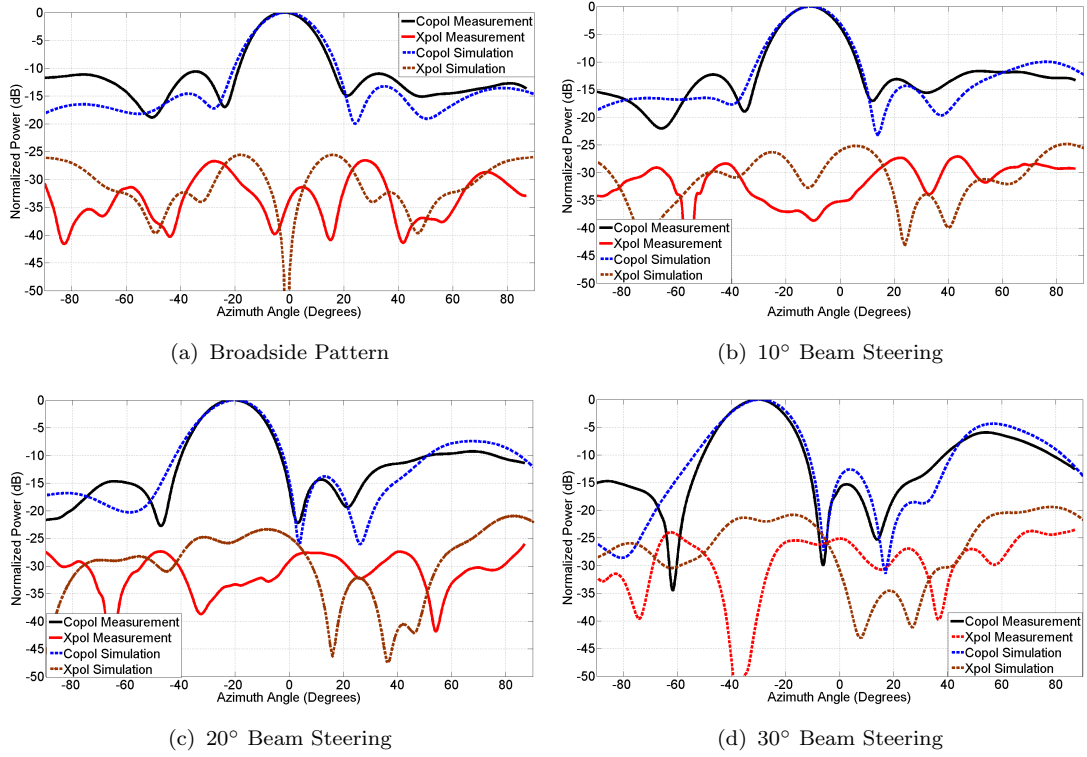 Normalized Power (dB)
0
-5
-10
-15
-20
-25
-30
-35
-40
-45
-50
-80 -60 -40 -20 0 20 40 60 80
Azimuth Angle (Degrees)
Copol Measurement
Xpol Measurement
Copol Simulation
Xpol Simulation
(a) Broadside Pattern
Normalized Power (dB)
0
-5
-10
-15
-20
-25
-30
-35
-40
-45
-50
-80 -60 -40 -20 0 20 40 60 80
Azimuth Angle (Degrees)
Copol Measurement
Xpol Measurement
Copol Simulation
Xpol Simulation
(b) 10° Beam Steering
Normalized Power (dB)
0
-5
-10
-15
-20
-25
-30
-35
-40
-45
-50
-80 -60 -40 -20 0 20 40 60 80
Azimuth Angle (Degrees)
Copol Measurement
Xpol Measurement
Copol Simulation
Xpol Simulation
(c) 20° Beam Steering
Normalized Power (dB)
0
-5
-10
-15
-20
-25
-30
-35
-40
-45
-50
-80 -60 -40 -20 0 20 40 60 80
Azimuth Angle (Degrees)
Copol Measurement
Xpol Measurement
Copol Simulation
Xpol Simulation
(d) 30° Beam Steering